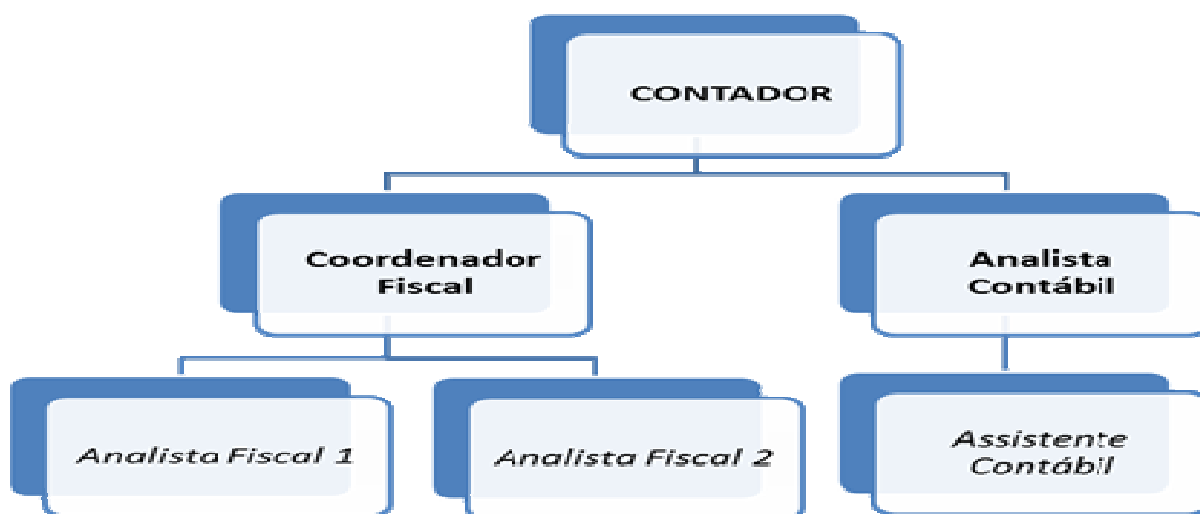 CONTADOR
Coordenador
Fiscal
Analista
Contábil
Analista Fiscal 1
Analista Fiscal 2
Assistente
Contábil